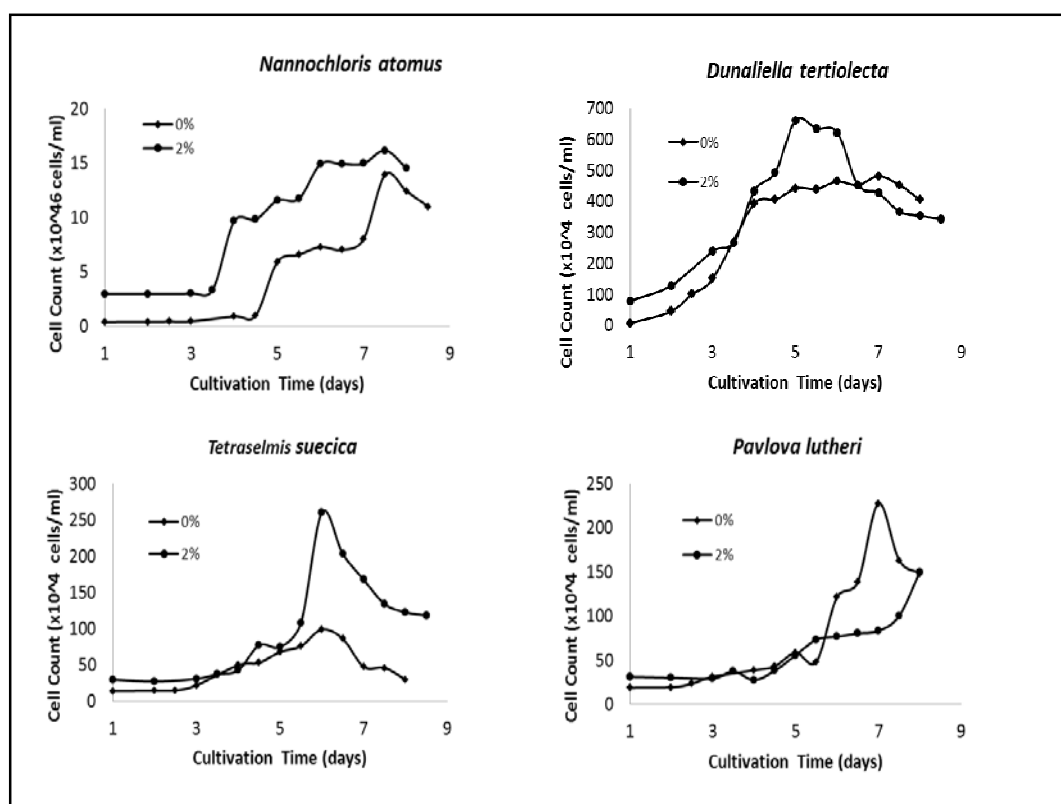 Nannochloris atomus
Cell Count (x10^46 cells/ml)
20
15
10
5
0
0%
2%
1 3 5 7 9
Cultivation Time (days)
Dunaliella tertiolecta
Cell Count (x10^4 cells/ml)
700
600
500
400
300
200
100
0
0%
2%
1 3 5 7 9
Cultivation Time (days)
Tetraselmis suecica
Cell Count (x10^4 cells/ml)
300
250
200
150
100
50
0
0%
2%
1 3 5 7 9
Cultivation Time (days)
Pavlova lutheri
Cell Count (x10^4 cells/ml)
250
200
150
100
50
0
0%
2%
1 3 5 7 9
Cultivation Time (days)